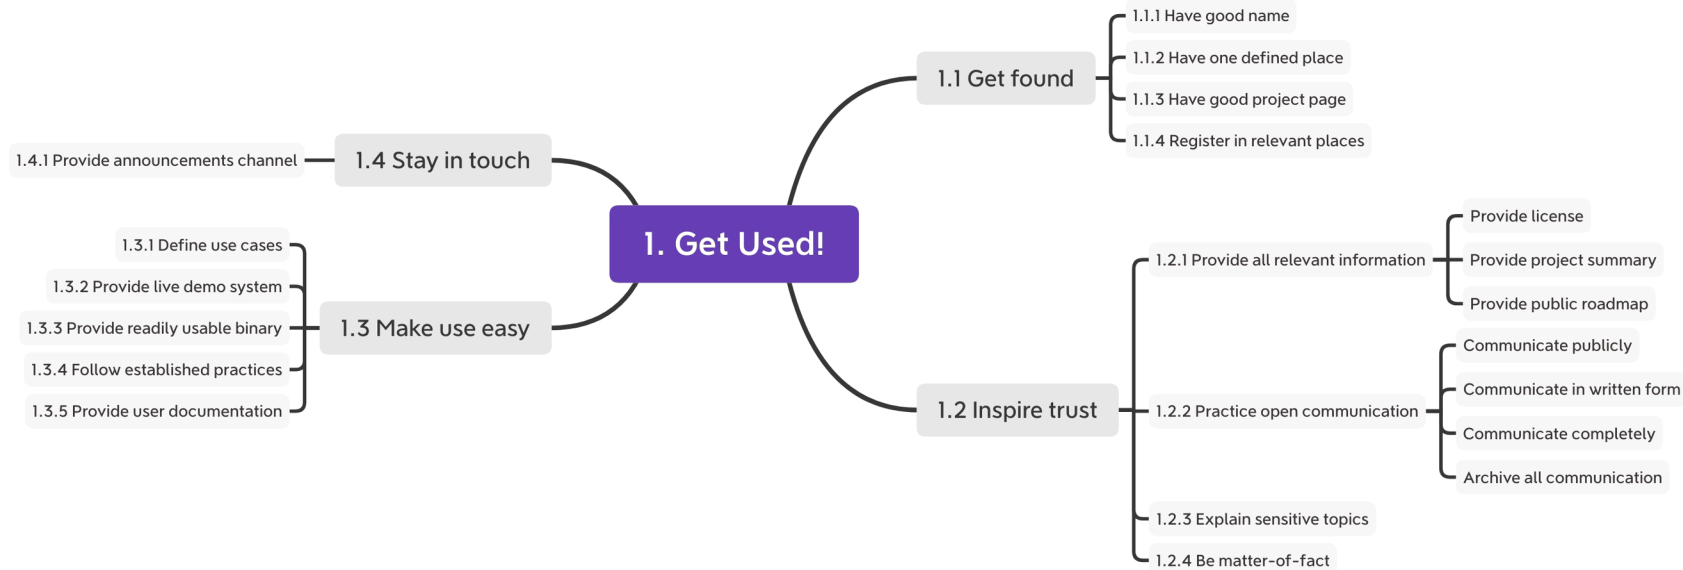 1. Get Used!
1.1 Get found
1.1.1 Have good name
1.1.2 Have one defined place
1.1.3 Have good project page
1.1.4 Register in relevant places
1.2 Inspire trust
1.2.1 Provide all relevant information
Provide license
Provide project summary
Provide public roadmap
1.2.2 Practice open communication
Communicate publicly
Communicate in written form
Communicate completely
Archive all communication
1.2.3 Explain sensitive topics
1.2.4 Be matter-of-fact
1.3 Make use easy
1.3.1 Define use cases
1.3.2 Provide live demo system
1.3.3 Provide readily usable binary
1.3.4 Follow established practices
1.3.5 Provide user documentation
1.4 Stay in touch
1.4.1 Provide announcements channel